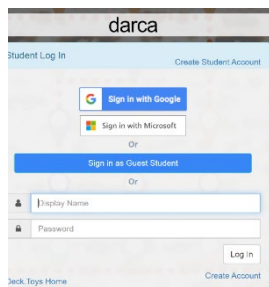 darca
Student Log In
Create Student Account
Sign in with Google
Sign in with Microsoft
Or
Sign in as Guest Student
Or
Display Name
Password
Log In
Create Account
Deck.Toys Home